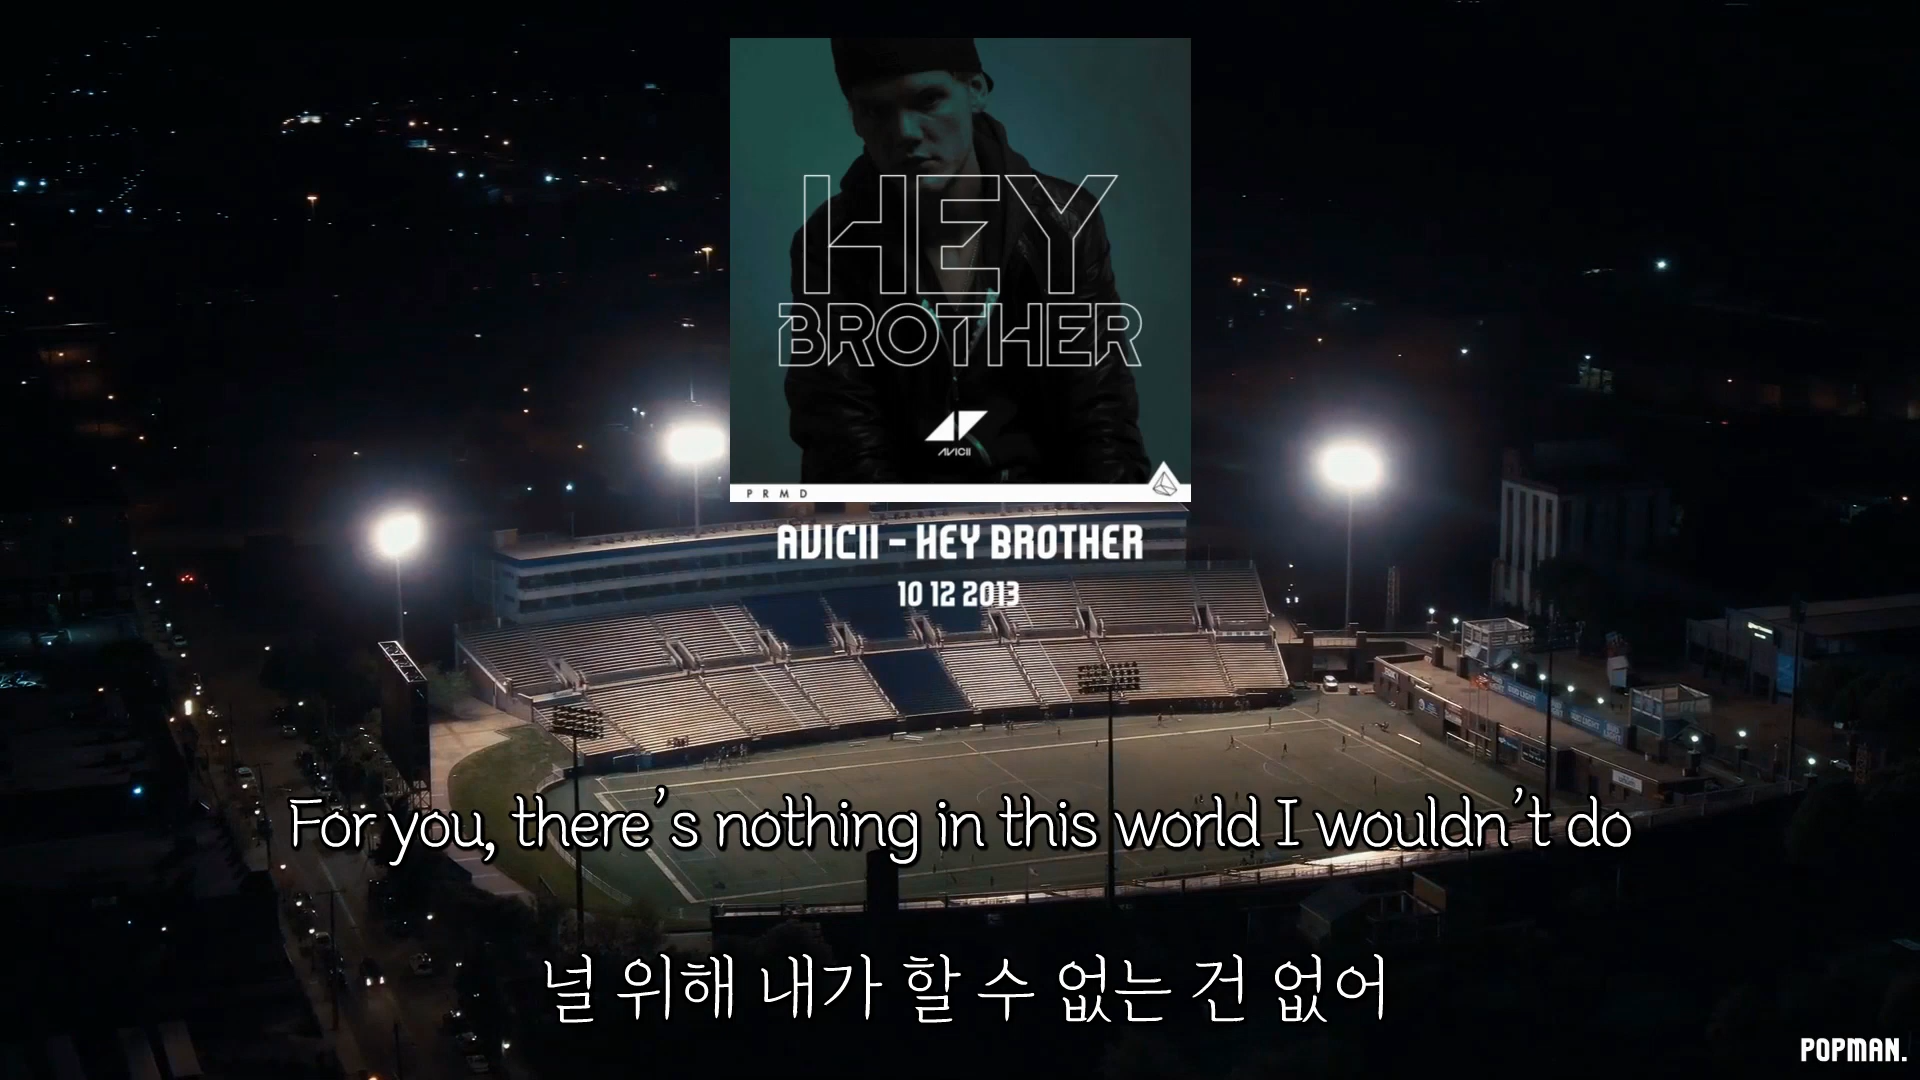 HEY
BROTHER
AVICII
PRMD
AVICII - HEY BROTHER
10 12 2013
For you, there's nothing in this world I wouldn't do
널 위해 내가 할 수 없는 건 없어
POPMAN.